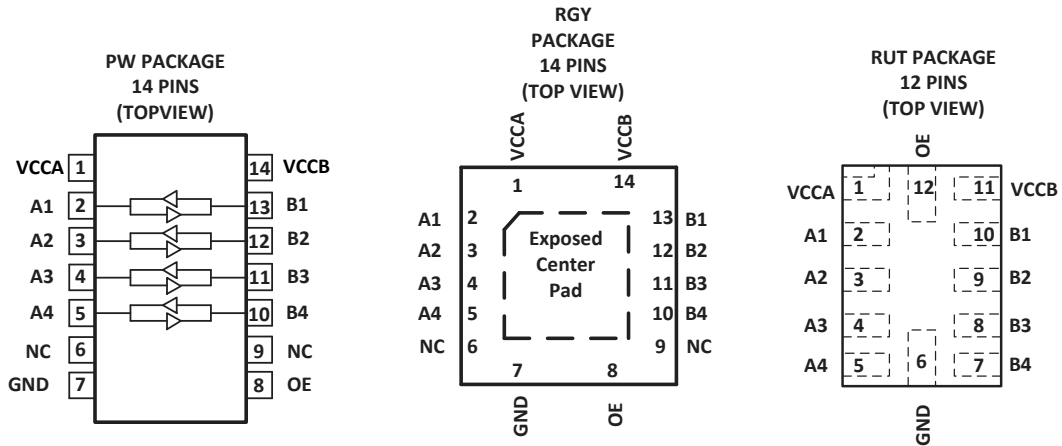 PW PACKAGE
14 PINS
(TOPVIEW)
VCCA 1 14 VCCB
A1 2 13 B1
A2 3 12 B2
A3 4 11 B3
A4 5 10 B4
NC 6 9 NC
GND 7 8 OE
RGY
PACKAGE
14 PINS
(TOP VIEW)
VCCA VCCB
1 14
A1 2 13 B1
A2 3 12 B2
A3 4 11 B3
A4 5 10 B4
NC 6 9 NC
Exposed
Center
Pad
7 8
GND OE
RUT PACKAGE
12 PINS
(TOP VIEW)
OE
VCCA 1 12 11 VCCB
A1 2 10 B1
A2 3 9 B2
A3 4 8 B3
A4 5 6 7 B4
GND